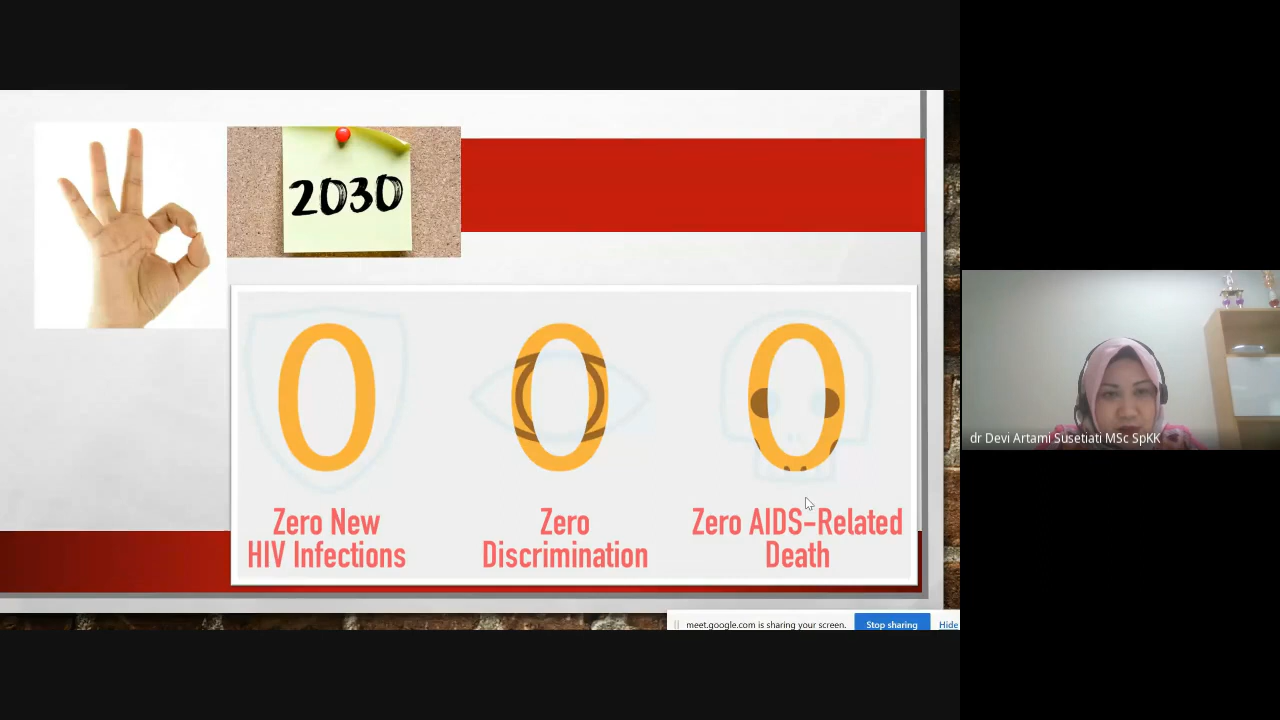 2030
0 0 0
Zero New
HIV Infections
Zero
Discrimination
Zero AIDS-Related
Death
dr Devi Artami Susetiati MSc SpKK
meet.google.com is sharing your screen.
Stop sharing
Hide